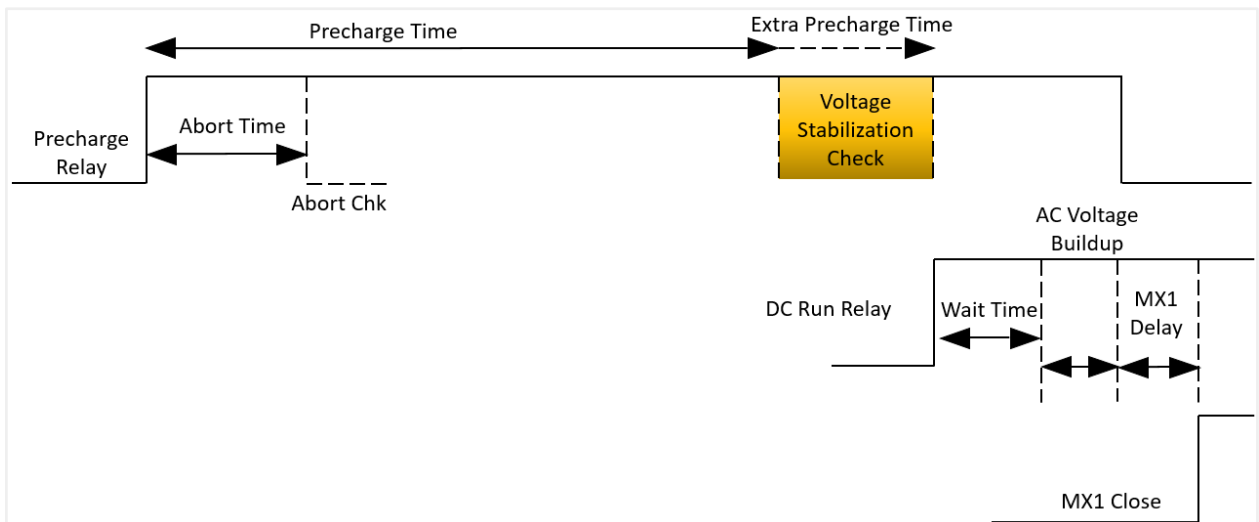 Precharge Time
Extra Precharge Time
Precharge
Relay
Abort Time
Abort Chk
Voltage
Stabilization
Check
AC Voltage
Buildup
DC Run Relay
Wait Time
MX1
Delay
MX1 Close